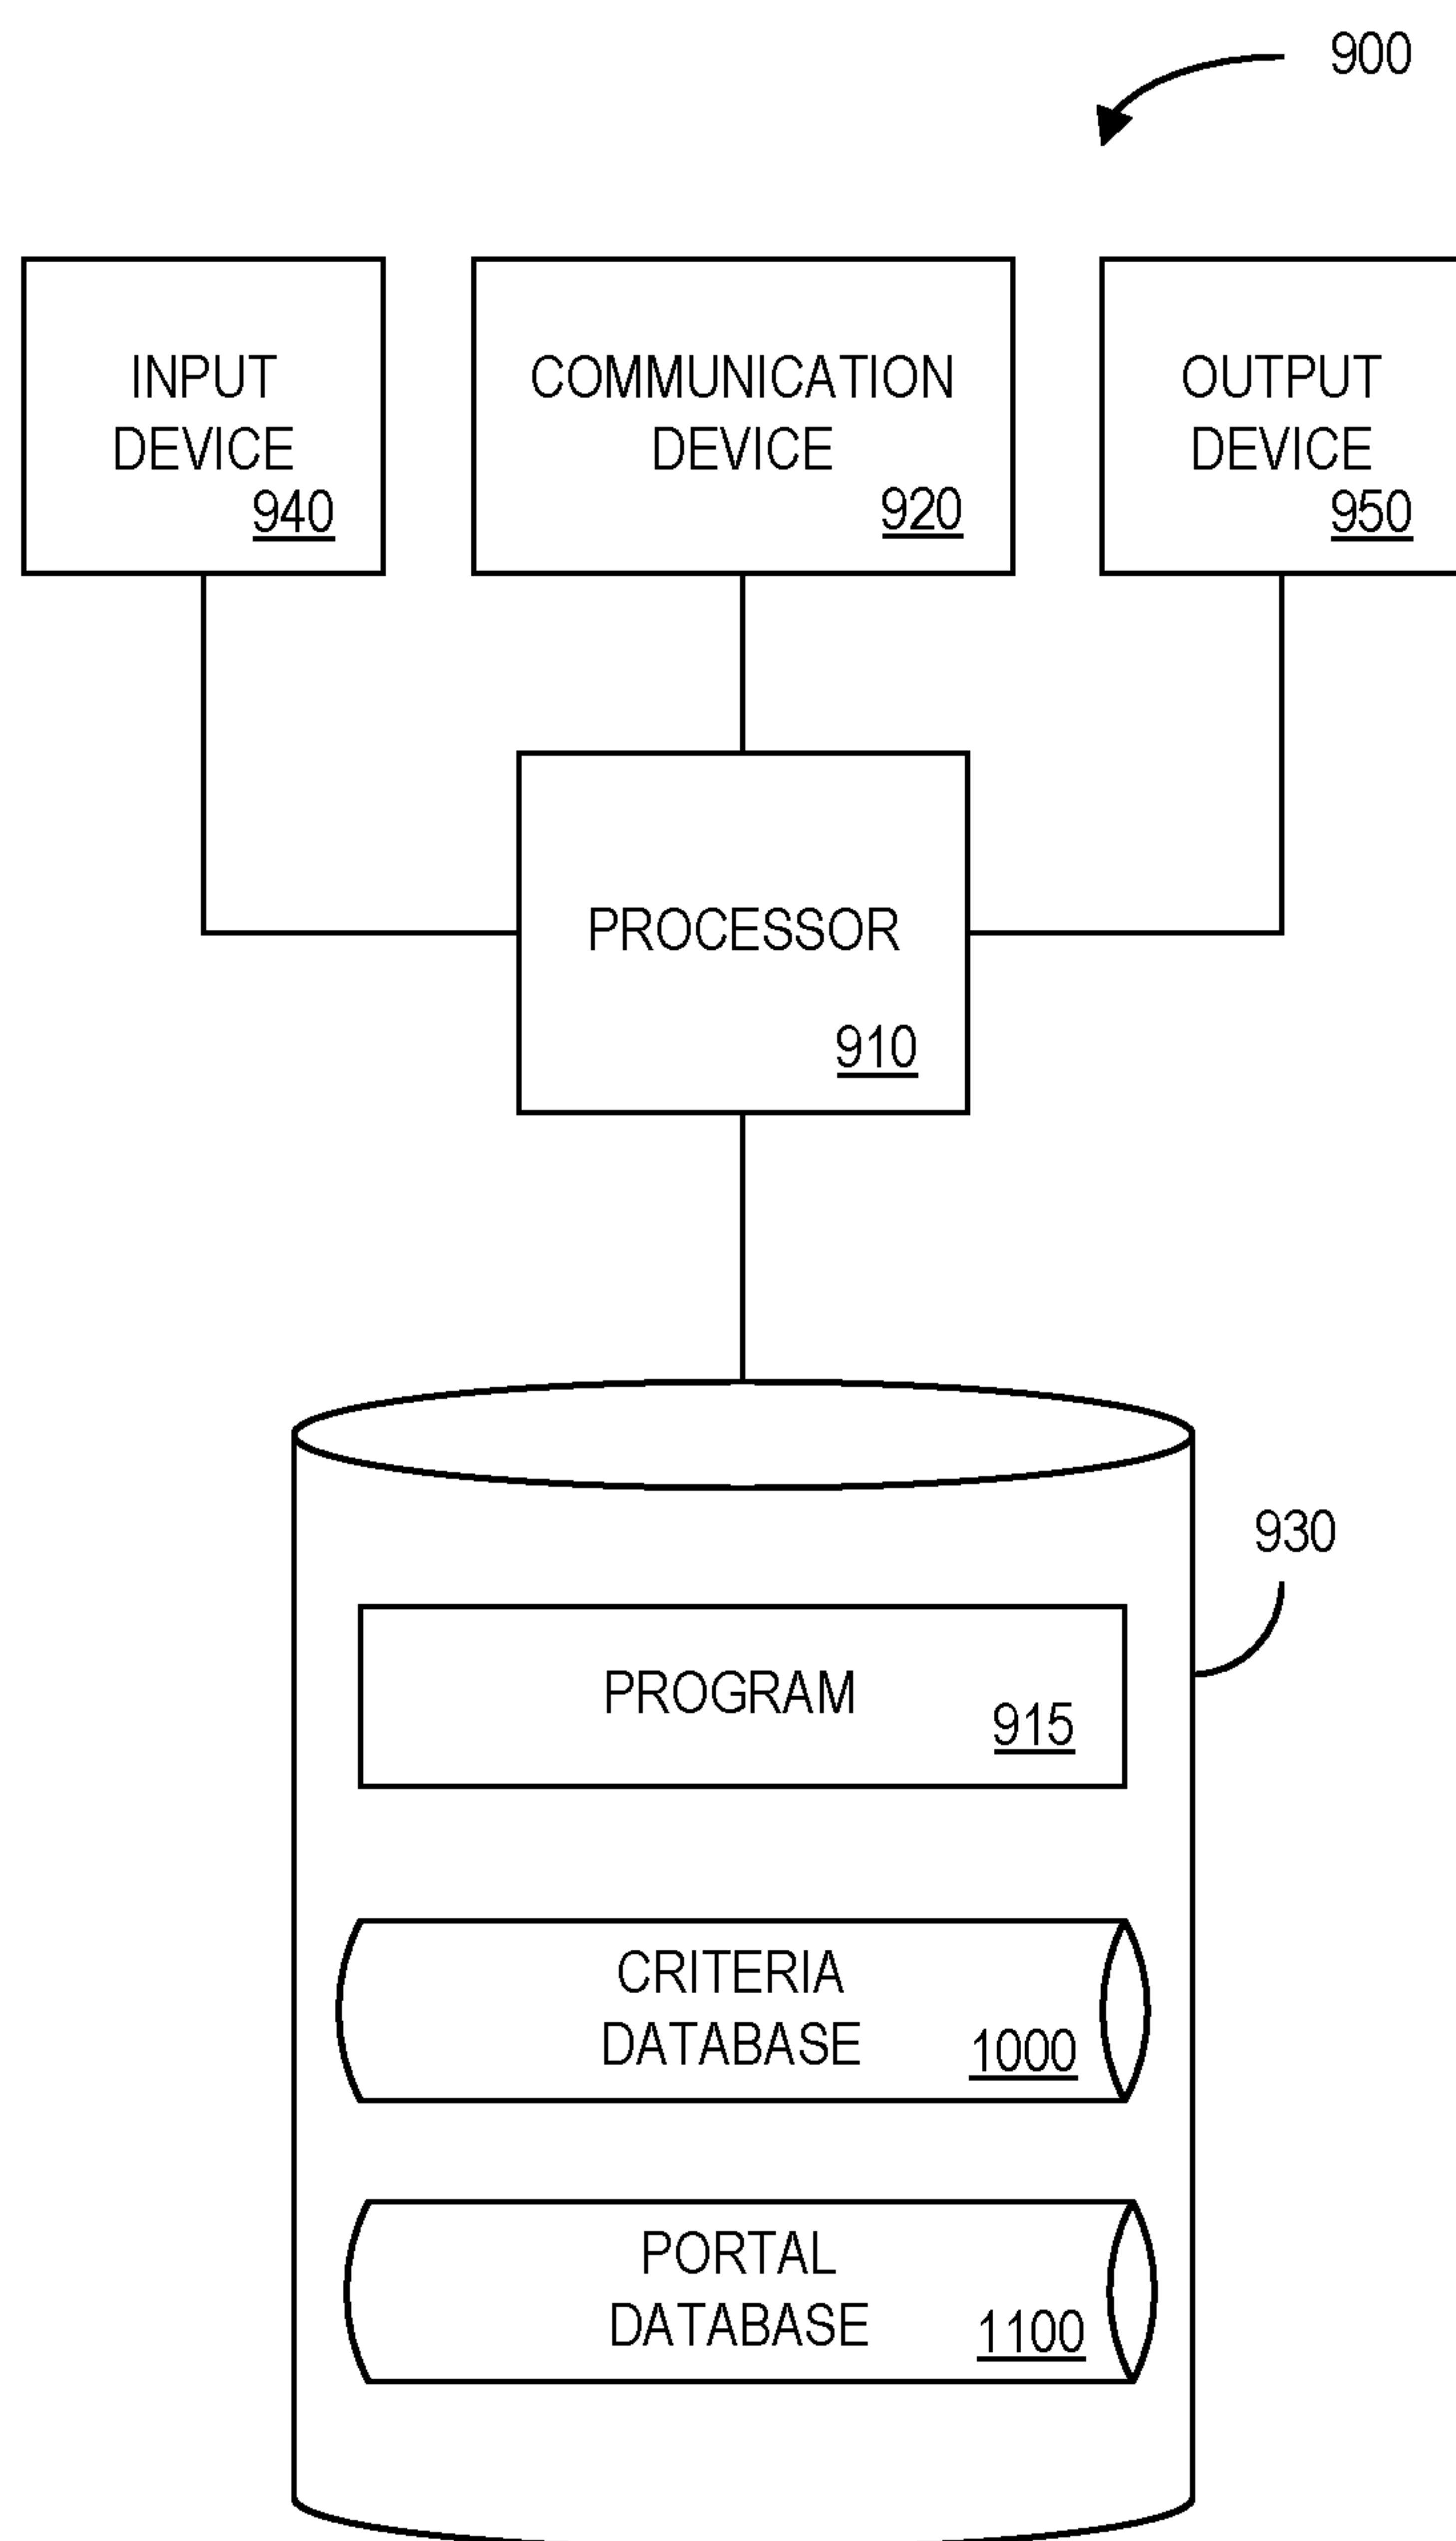 900
INPUT
DEVICE
940
COMMUNICATION
DEVICE
920
OUTPUT
DEVICE
950
PROCESSOR
910
930
PROGRAM
915
CRITERIA
DATABASE
1000
PORTAL
DATABASE
1100